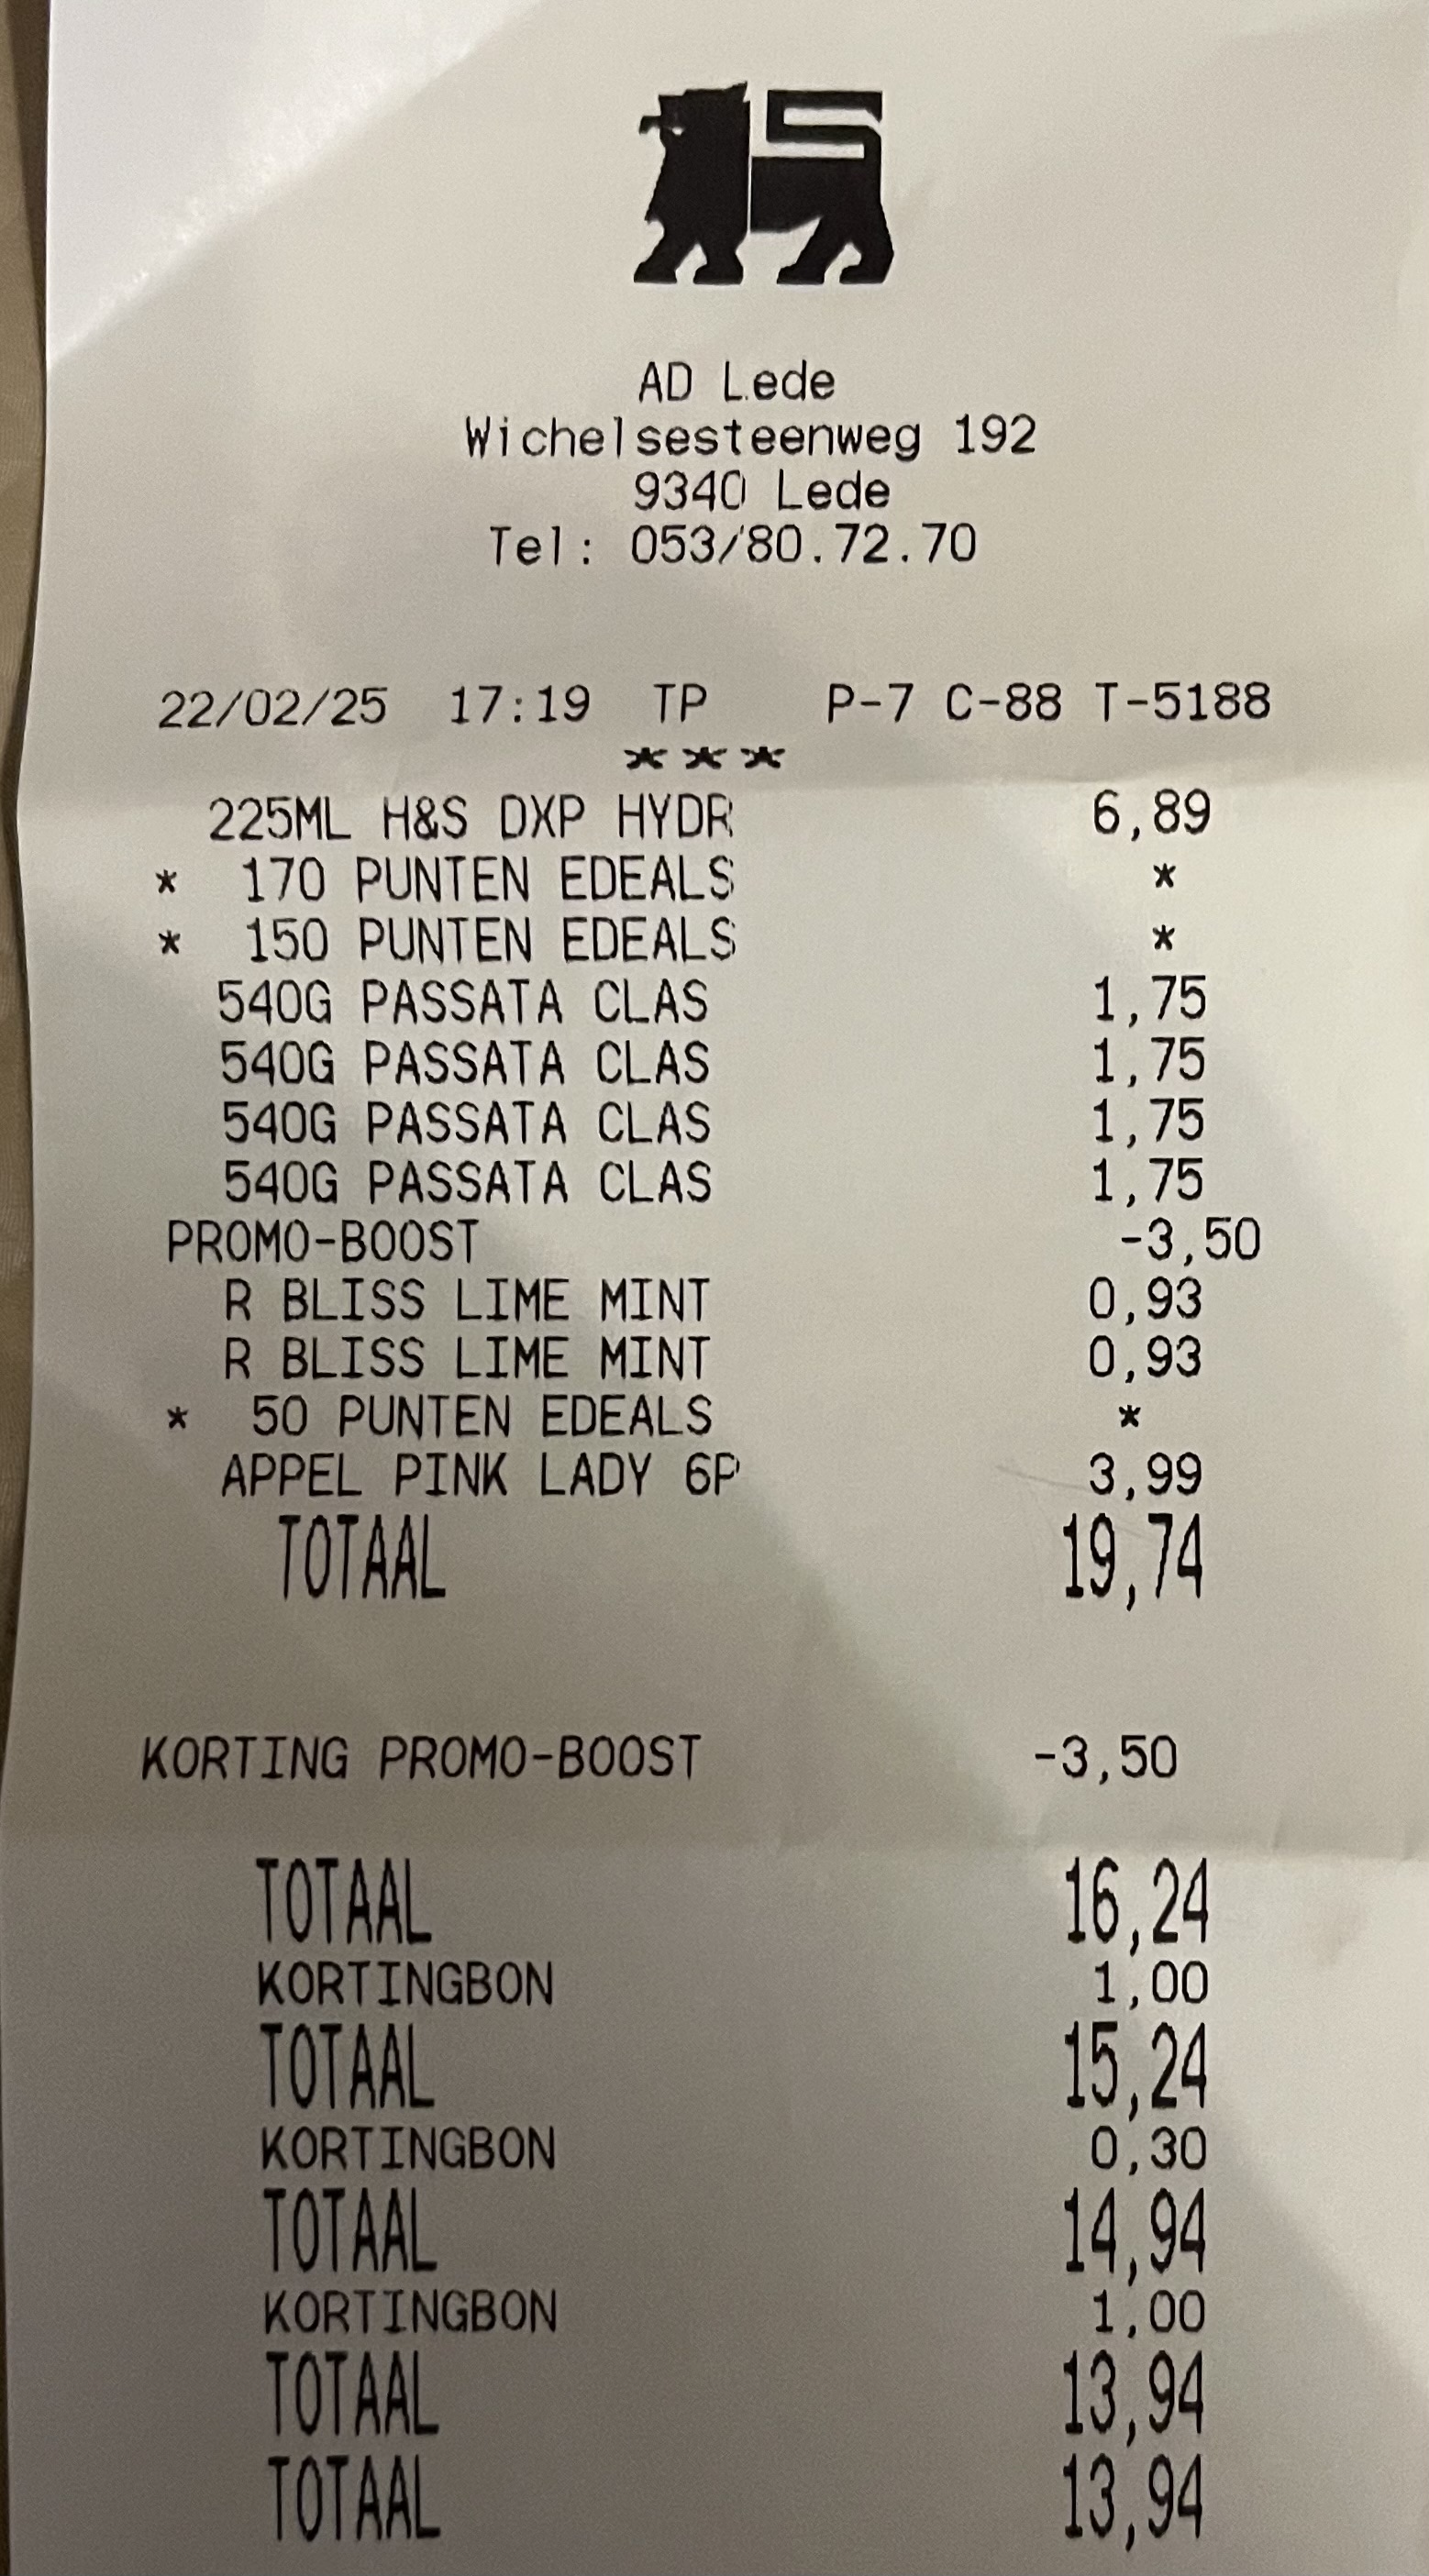 AD Lede
Wichelsesteenweg 192
9340 Lede
Tel: 053/80.72.70
22/02/25 17:19 TP P-7 C-88 T-5188
***
225ML H&S DXP HYDR 6,89
* 170 PUNTEN EDEALS *
* 150 PUNTEN EDEALS *
540G PASSATA CLAS 1,75
540G PASSATA CLAS 1,75
540G PASSATA CLAS 1,75
540G PASSATA CLAS 1,75
PROMO-BOOST -3,50
R BLISS LIME MINT 0,93
R BLISS LIME MINT 0,93
* 50 PUNTEN EDEALS *
APPEL PINK LADY 6P 3,99
TOTAAL 19,74
KORTING PROMO-BOOST -3,50
TOTAAL 16,24
KORTINGBON 1,00
TOTAAL 15,24
KORTINGBON 0,30
TOTAAL 14,94
KORTINGBON 1,00
TOTAAL 13,94
TOTAAL 13,94